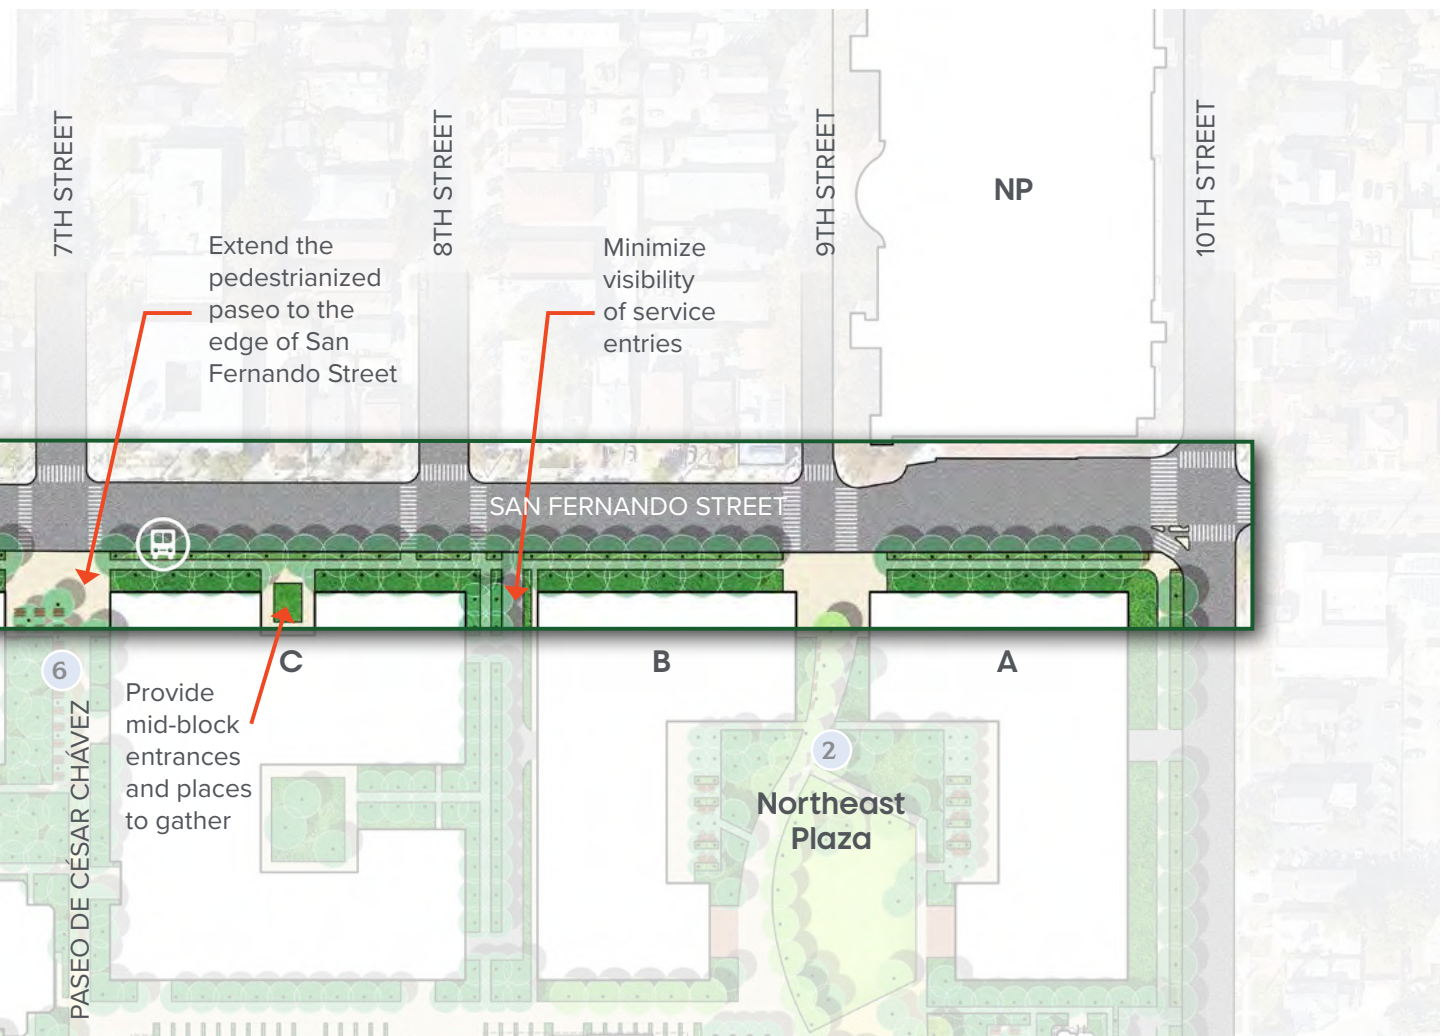 7TH STREET
8TH STREET
9TH STREET
10TH STREET
NP
Extend the
pedestrianized
paseo to the
edge of San
Fernando Street
Minimize
visibility
of service
entries
SAN FERNANDO STREET
6
C
B
A
PASEO DE CÉSAR CHÁVEZ
Provide
mid-block
entrances
and places
to gather
2
Northeast
Plaza